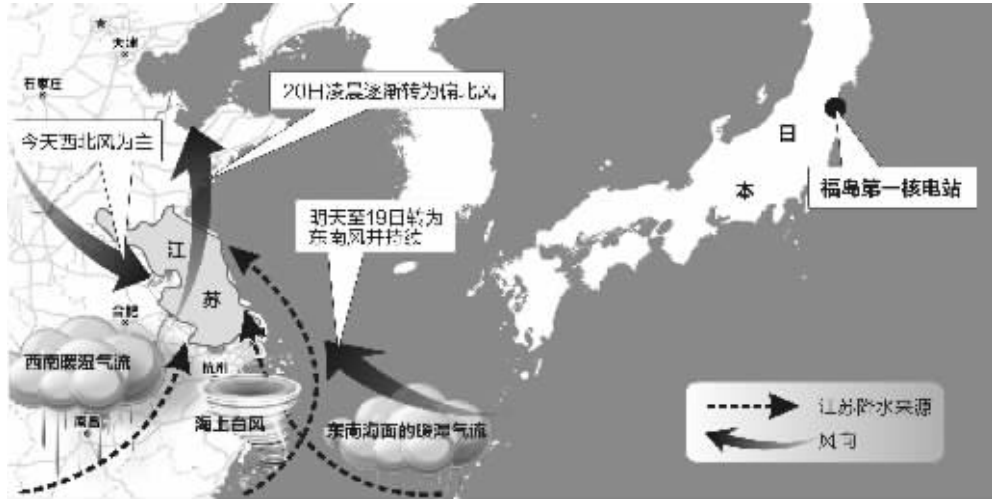 天津
石家庄
20日凌晨逐渐转为偏北风
今天西北风为主
日
本
福岛第一核电站
明天至19日转为
东南风并持续
江
苏
合肥
西南暖湿气流
杭州
南昌
海上台风
东南海面的暖湿气流
江苏降水来源
风向